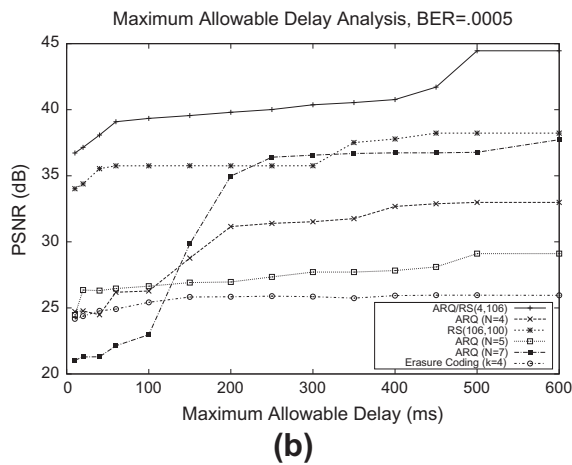 Maximum Allowable Delay Analysis, BER=.0005
PSNR (dB)
45
40
35
30
25
20
ARQ/RS(4,106)
ARQ (N=4)
RS(106,100)
ARQ (N=5)
ARQ (N=7)
Erasure Coding (k=4)
0 100 200 300 400 500 600
Maximum Allowable Delay (ms)
(b)